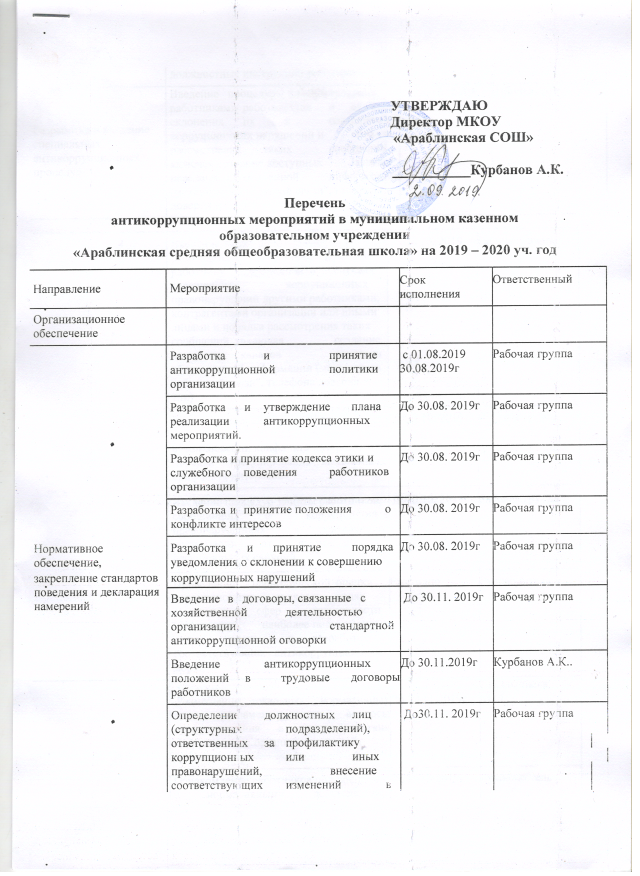 УТВЕРЖДАЮ
Директор МКОУ
«Араблинская СОШ»
___________Курбанов А.К.
2.09.2019
Перечень
антикоррупционных мероприятий в муниципальном казенном
образовательном учреждении
«Араблинская средняя общеобразовательная школа» на 2019 – 2020 уч. год
Направление
Мероприятие
Срок
исполнения
Ответственный
Организационное
обеспечение
Нормативное
обеспечение,
закрепление стандартов
поведения и декларация
намерений
Разработка и принятие
антикоррупционной политики
организации
с 01.08.2019
30.08.2019г
Рабочая группа
Разработка и утверждение плана
реализации антикоррупционных
мероприятий.
До 30.08. 2019г
Рабочая группа
Разработка и принятие кодекса этики и
служебного поведения работников
организации
До 30.08. 2019г
Рабочая группа
Разработка и принятие положения о
конфликте интересов
До 30.08. 2019г
Рабочая группа
Разработка и принятие порядка
уведомления о склонении к совершению
коррупционных нарушений
До 30.08. 2019г
Рабочая группа
Введение в договоры, связанные с
хозяйственной деятельностью
организации, стандартной
антикоррупционной оговорки
До 30.11. 2019г
Рабочая группа
Введение антикоррупционных
положений в трудовые договоры
работников
До 30.11.2019г
Курбанов А.К..
Определение должностных лиц
(структурных подразделений),
ответственных за профилактику
коррупционных или иных
правонарушений, внесение
соответствующих изменений в
До30.11. 2019г
Рабочая группа